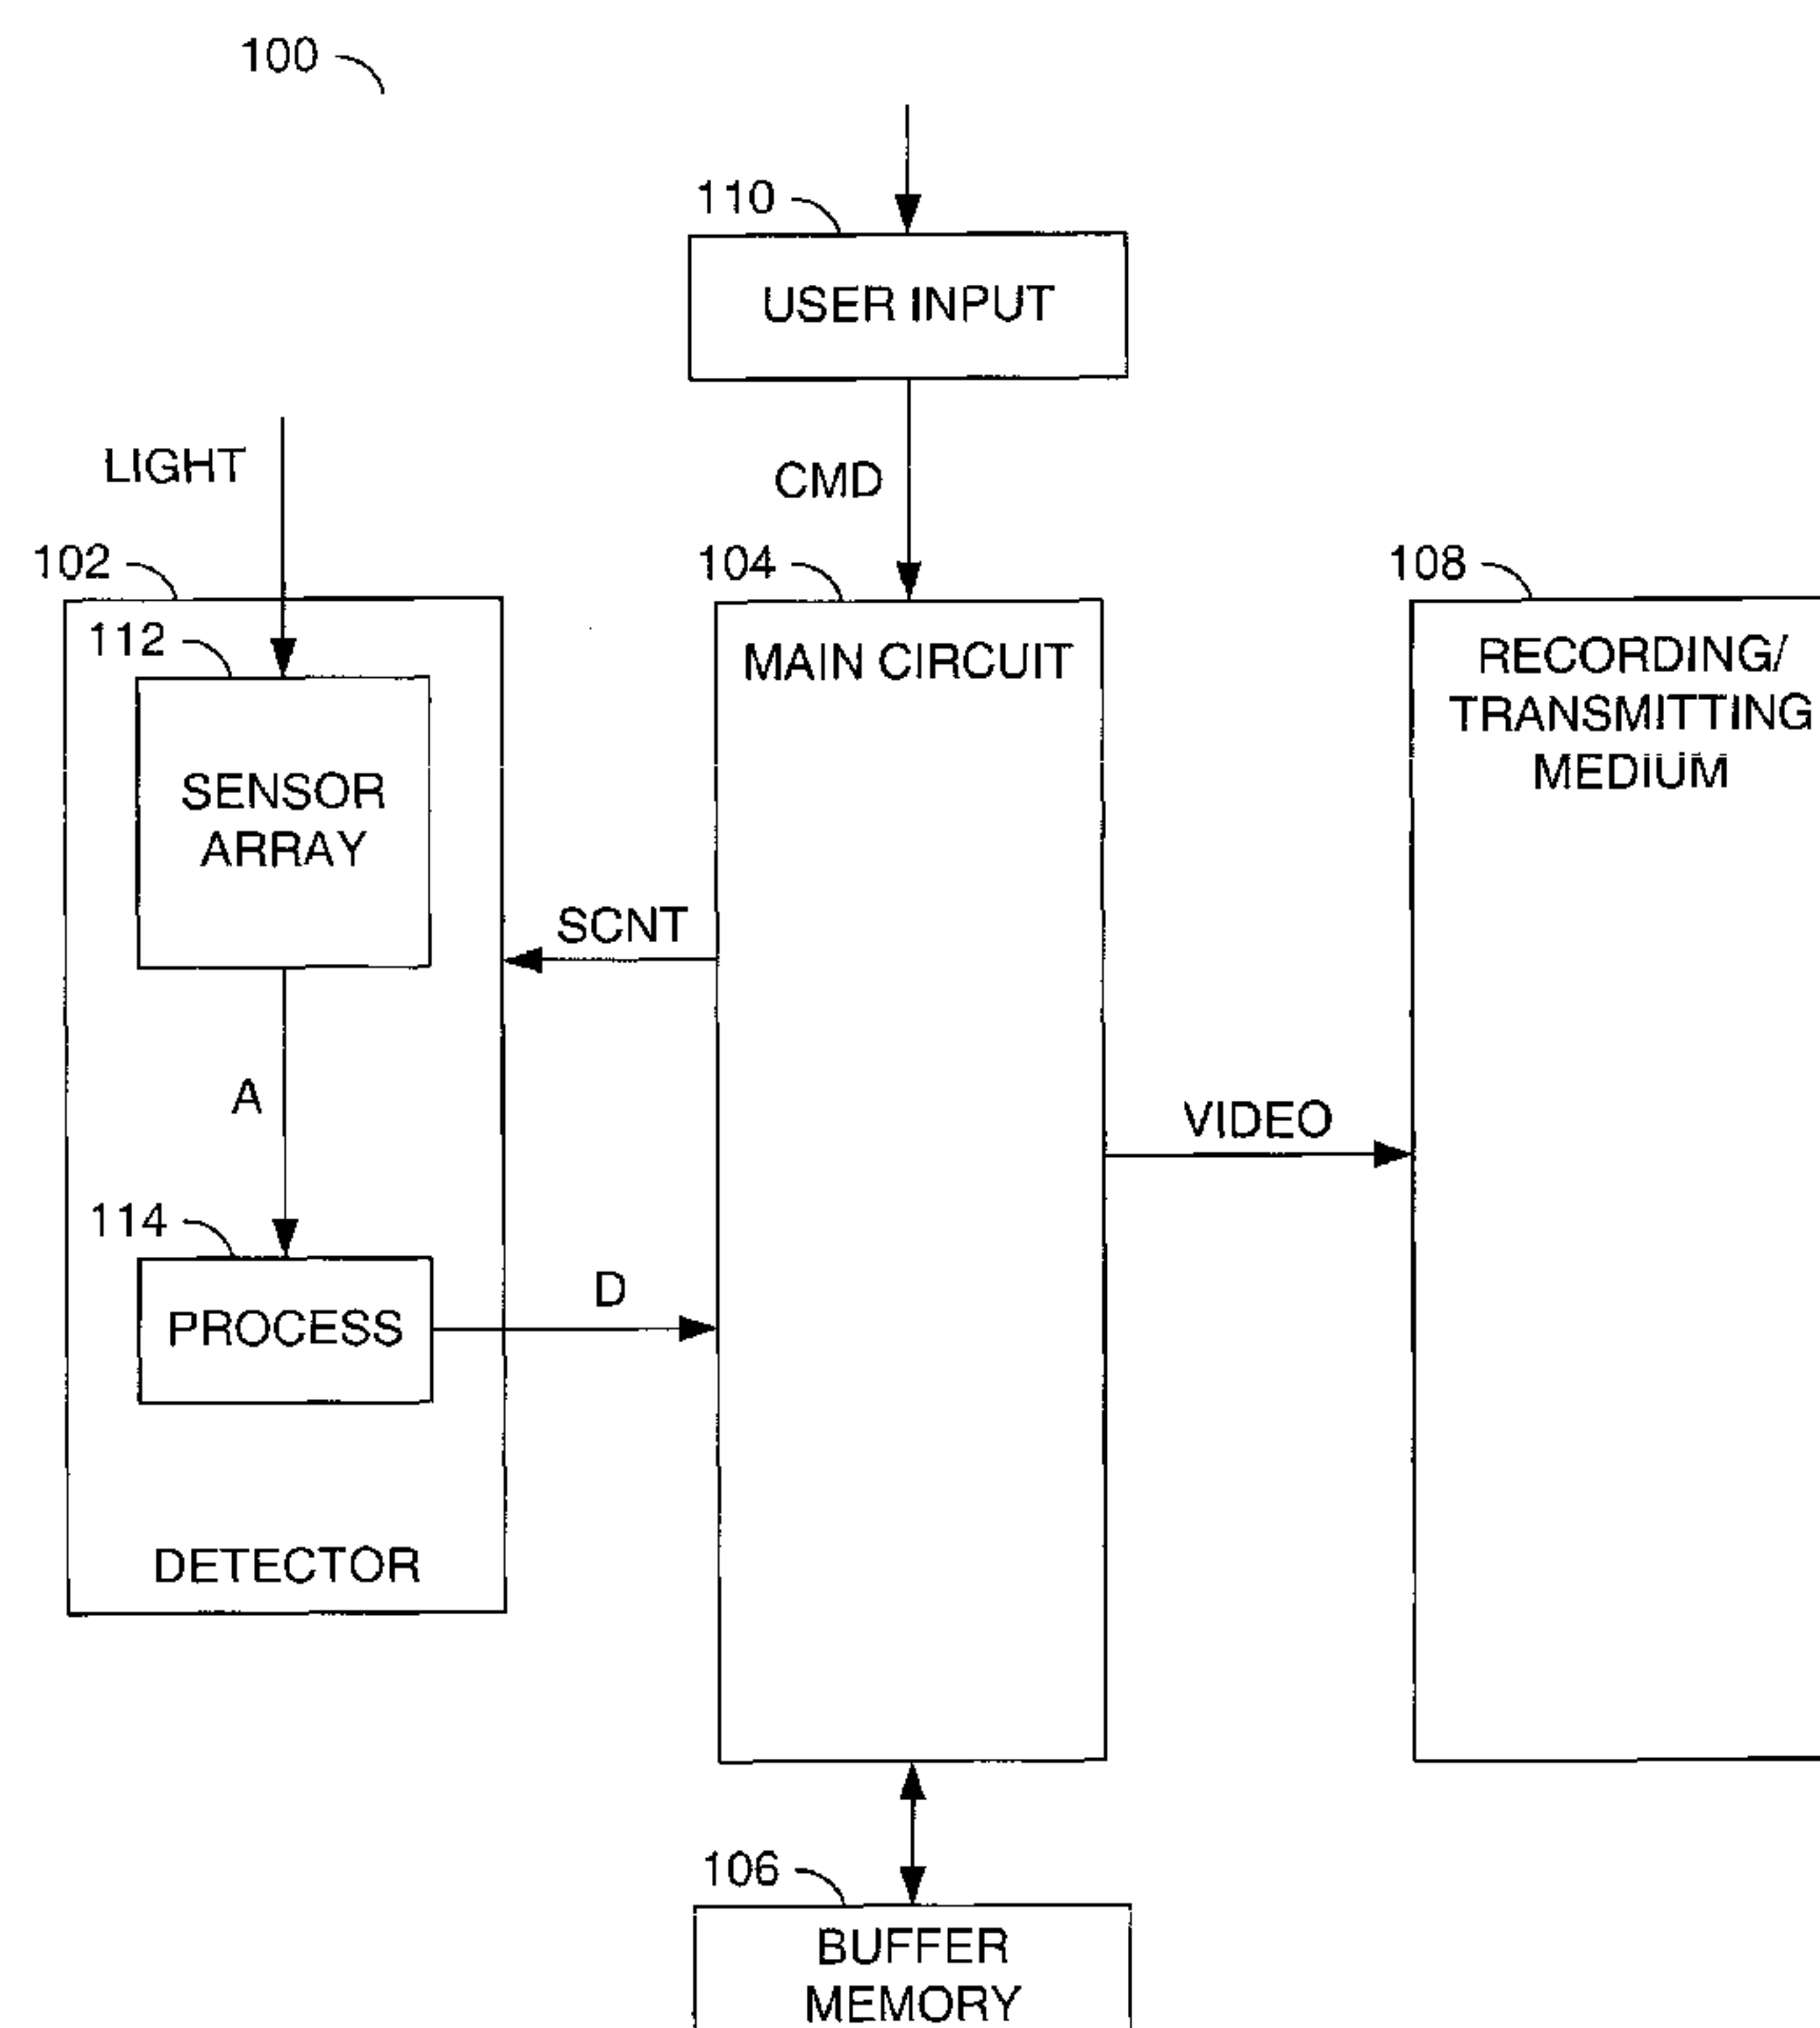 100
110
USER INPUT
LIGHT
CMD
102
104
108
112
MAIN CIRCUIT
RECORDING/
TRANSMITTING
MEDIUM
SENSOR
ARRAY
SCNT
A
VIDEO
114
D
PROCESS
DETECTOR
106
BUFFER
MEMORY